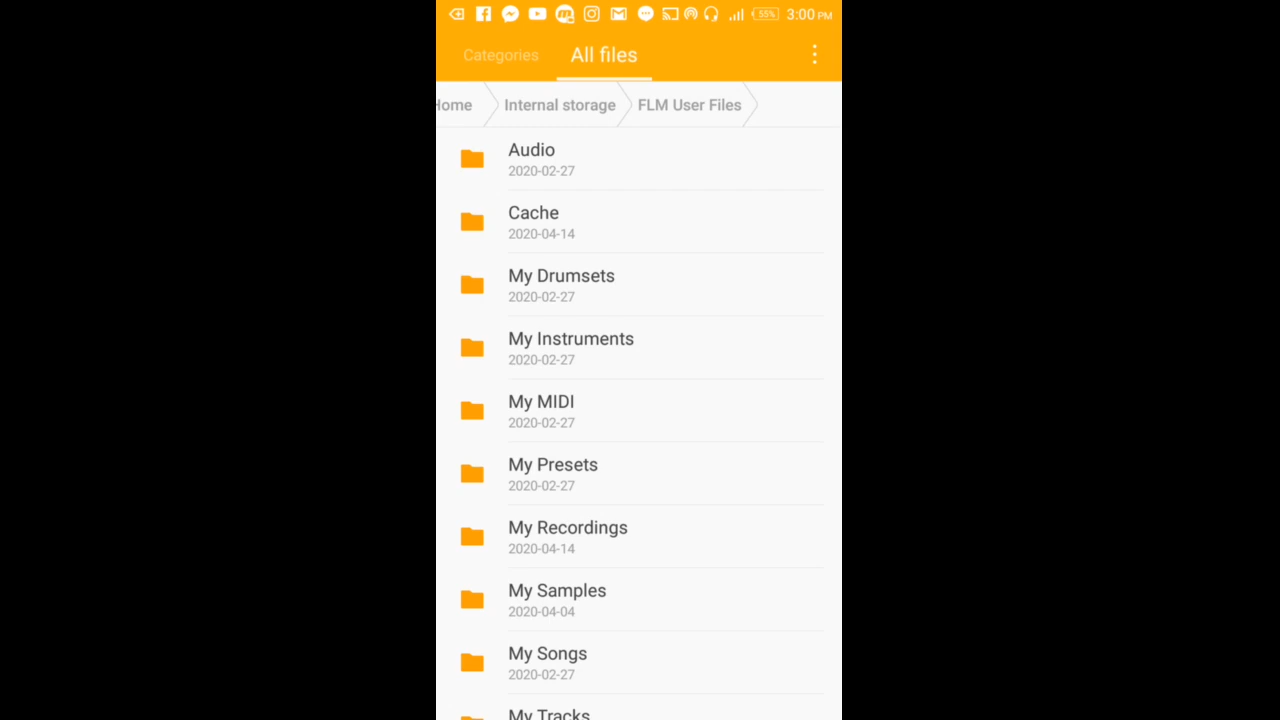 55% 3:00 PM
Categories All files
Home Internal storage FLM User Files
Audio
2020-02-27
Cache
2020-04-14
My Drumsets
2020-02-27
My Instruments
2020-02-27
My MIDI
2020-02-27
My Presets
2020-02-27
My Recordings
2020-04-14
My Samples
2020-04-04
My Songs
2020-02-27
My Tracks